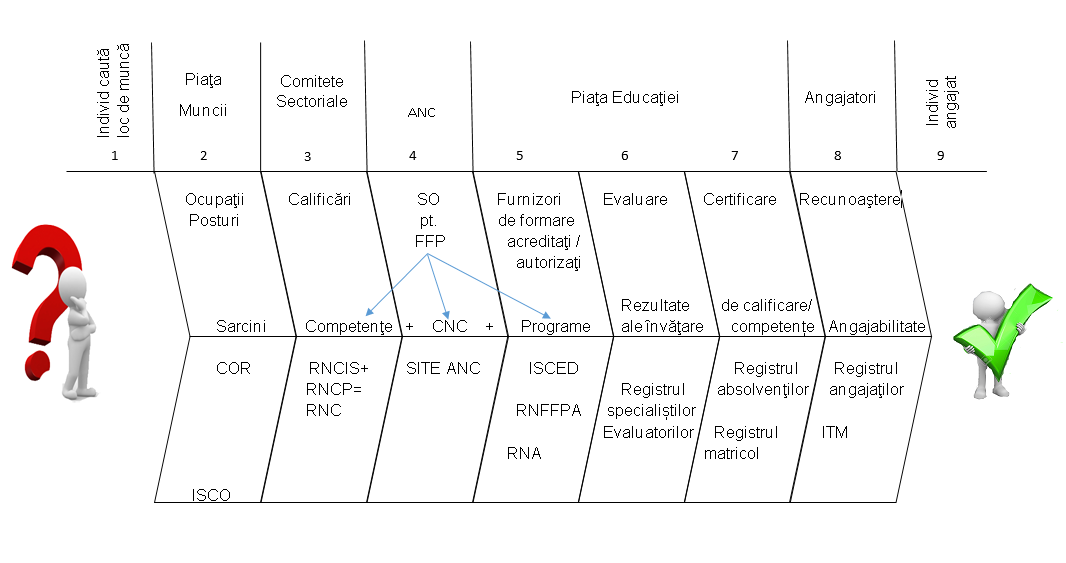 Individ caută
loc de muncă
Piaţa
Muncii
Comitete
Sectoriale
ANC
Piaţa Educaţiei
Angajatori
Individ
angajat
1
2
3
4
5
6
7
8
9
Ocupaţii
Posturi
Calificări
SO
pt.
FFP
Furnizori
de formare
acreditaţi /
autorizaţi
Evaluare
Certificare
Recunoaştere
Sarcini
Competenţe + CNC + Programe
Rezultate
ale învăţare
de calificare/
competenţe
Angajabilitate
COR
ISCO
RNCIS+
RNCP=
RNC
SITE ANC
ISCED
RNFFPA
RNA
Registrul
specialiştilor
Evaluatorilor
Registrul
absolvenţilor
Registrul
matricol
Registrul
angajaţilor
ITM